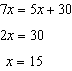 7x = 5x + 30
2x = 30
x = 15